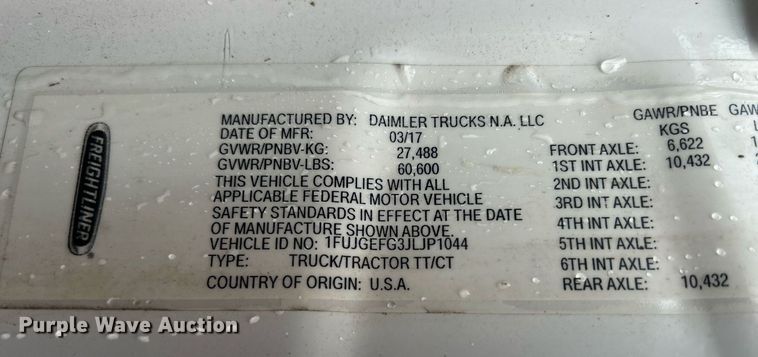 MANUFACTURED BY: DAIMLER TRUCKS N.A. LLC
DATE OF MFR: 03/17
GVWR/PNBV-KG: 27,488
GVWR/PNBV-LBS: 60,600
THIS VEHICLE COMPLIES WITH ALL
APPLICABLE FEDERAL MOTOR VEHICLE
SAFETY STANDARDS IN EFFECT AT THE DATE
OF MANUFACTURE SHOWN ABOVE.
VEHICLE ID NO: 1FUJGEFG3JLJP1044
TYPE: TRUCK/TRACTOR TT/CT
COUNTRY OF ORIGIN: U.S.A.
GAWR/PNBE GAW
KGS
FRONT AXLE: 6,622
1ST INT AXLE: 10,432
2ND INT AXLE:
3RD INT AXLE:
4TH INT AXLE:
5TH INT AXLE:
6TH INT AXLE:
REAR AXLE: 10,432
FREIGHTLINER
Purple Wave Auction